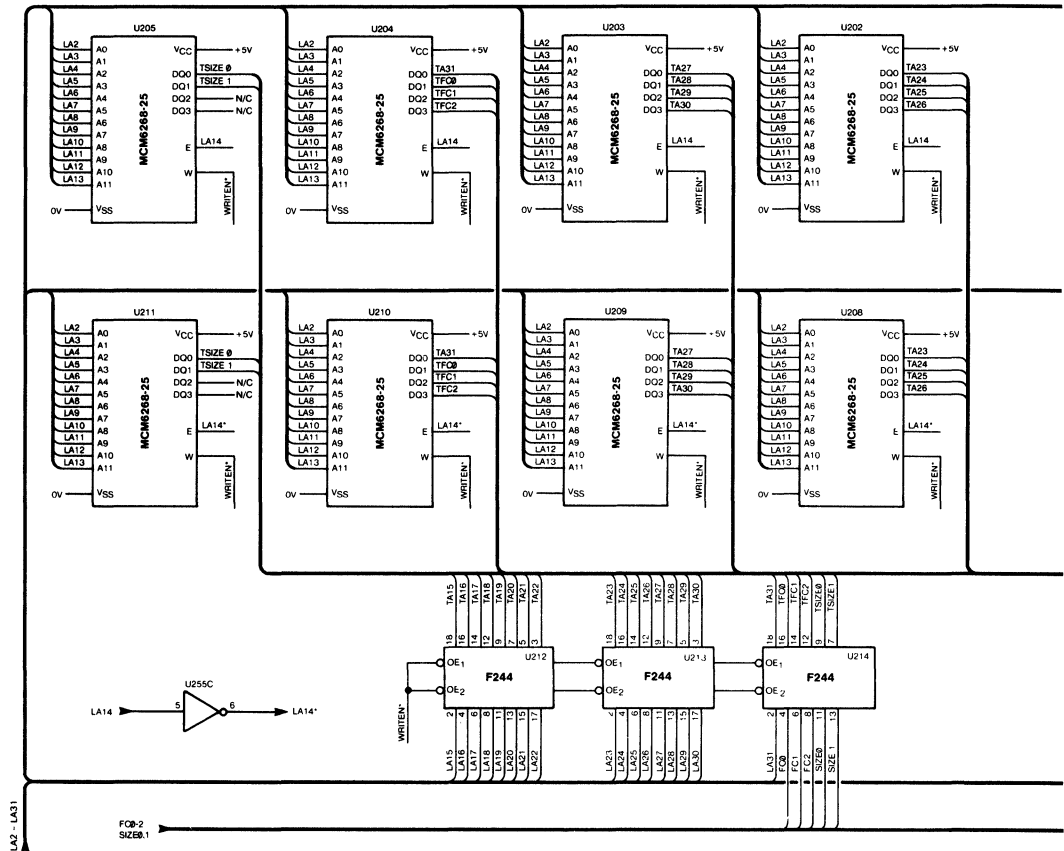 U205
LA2 A0 VCC +5V
LA3 A1
LA4 A2 DQ0 TSIZE 0
LA5 A3 DQ1 TSIZE 1
LA6 A4 DQ2 N/C
LA7 A5 DQ3 N/C
LA8 A6
LA9 A7
LA10 A8 E LA14
LA11 A9
LA12 A10 W WRITEN*
LA13 A11
0V VSS
MCM6268-25
U204
LA2 A0 VCC +5V
LA3 A1
LA4 A2 DQ0 TA31
LA5 A3 DQ1 TFC0
LA6 A4 DQ2 TFC1
LA7 A5 DQ3 TFC2
LA8 A6
LA9 A7
LA10 A8 E LA14
LA11 A9
LA12 A10 W WRITEN*
LA13 A11
0V VSS
MCM6268-25
U203
LA2 A0 VCC +5V
LA3 A1
LA4 A2 DQ0 TA27
LA5 A3 DQ1 TA28
LA6 A4 DQ2 TA29
LA7 A5 DQ3 TA30
LA8 A6
LA9 A7
LA10 A8 E LA14
LA11 A9
LA12 A10 W WRITEN*
LA13 A11
0V VSS
MCM6268-25
U202
LA2 A0 VCC +5V
LA3 A1
LA4 A2 DQ0 TA23
LA5 A3 DQ1 TA24
LA6 A4 DQ2 TA25
LA7 A5 DQ3 TA26
LA8 A6
LA9 A7
LA10 A8 E LA14
LA11 A9
LA12 A10 W WRITEN*
LA13 A11
0V VSS
MCM6268-25
U211
LA2 A0 VCC +5V
LA3 A1
LA4 A2 DQ0 TSIZE 0
LA5 A3 DQ1 TSIZE 1
LA6 A4 DQ2 N/C
LA7 A5 DQ3 N/C
LA8 A6
LA9 A7
LA10 A8 E LA14*
LA11 A9
LA12 A10 W WRITEN*
LA13 A11
0V VSS
MCM6268-25
U210
LA2 A0 VCC +5V
LA3 A1
LA4 A2 DQ0 TA31
LA5 A3 DQ1 TFC0
LA6 A4 DQ2 TFC1
LA7 A5 DQ3 TFC2
LA8 A6
LA9 A7
LA10 A8 E LA14*
LA11 A9
LA12 A10 W WRITEN*
LA13 A11
0V VSS
MCM6268-25
U209
LA2 A0 VCC +5V
LA3 A1
LA4 A2 DQ0 TA27
LA5 A3 DQ1 TA28
LA6 A4 DQ2 TA29
LA7 A5 DQ3 TA30
LA8 A6
LA9 A7
LA10 A8 E LA14*
LA11 A9
LA12 A10 W WRITEN*
LA13 A11
0V VSS
MCM6268-25
U208
LA2 A0 VCC +5V
LA3 A1
LA4 A2 DQ0 TA23
LA5 A3 DQ1 TA24
LA6 A4 DQ2 TA25
LA7 A5 DQ3 TA26
LA8 A6
LA9 A7
LA10 A8 E LA14*
LA11 A9
LA12 A10 W WRITEN*
LA13 A11
0V VSS
MCM6268-25
TA15 TA16 TA17 TA18 TA19 TA20 TA21 TA22
18 16 14 12 9 7 5 3
U212
OE1 F244
OE2
2 4 6 8 11 13 15 17
LA15 LA16 LA17 LA18 LA19 LA20 LA21 LA22
WRITEN*
TA23 TA24 TA25 TA26 TA27 TA28 TA29 TA30
18 16 14 12 9 7 5 3
U213
OE1 F244
OE2
2 4 6 8 11 13 15 17
LA23 LA24 LA25 LA26 LA27 LA28 LA29 LA30
TA31 TFC0 TFC1 TFC2 TSIZE0 TSIZE1
18 16 14 12 9 7
U214
OE1 F244
OE2
2 4 6 8 11 13
LA31 FC0 FC1 FC2 SIZE0 SIZE 1
U255C
LA14 5 6 LA14*
LA2 - LA31
FC0-2
SIZE0.1